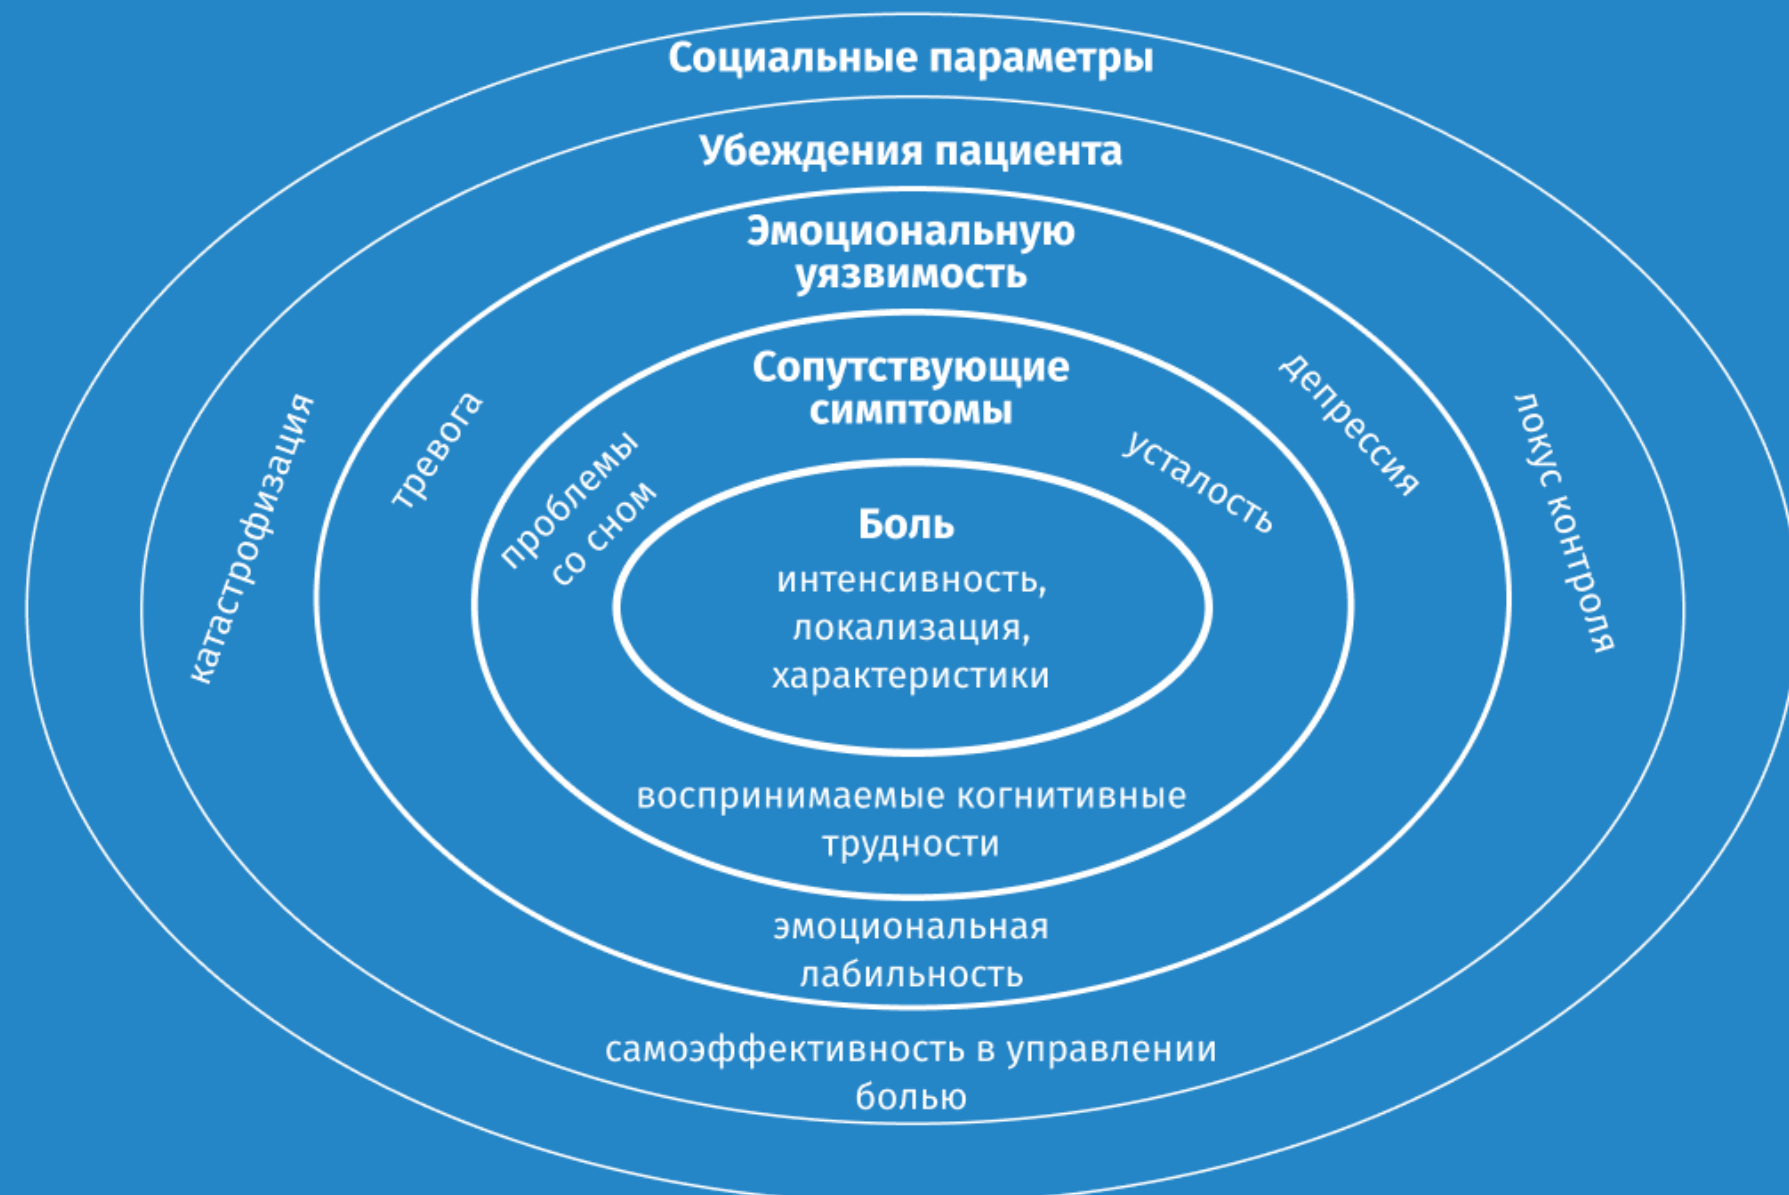 Социальные параметры
Убеждения пациента
Эмоциональную
уязвимость
Сопутствующие
симптомы
катастрофизация
тревога
проблемы
со сном
усталость
депрессия
локус контроля
Боль
интенсивность,
локализация,
характеристики
воспринимаемые когнитивные
трудности
эмоциональная
лабильность
самоэффективность в управлении
болью